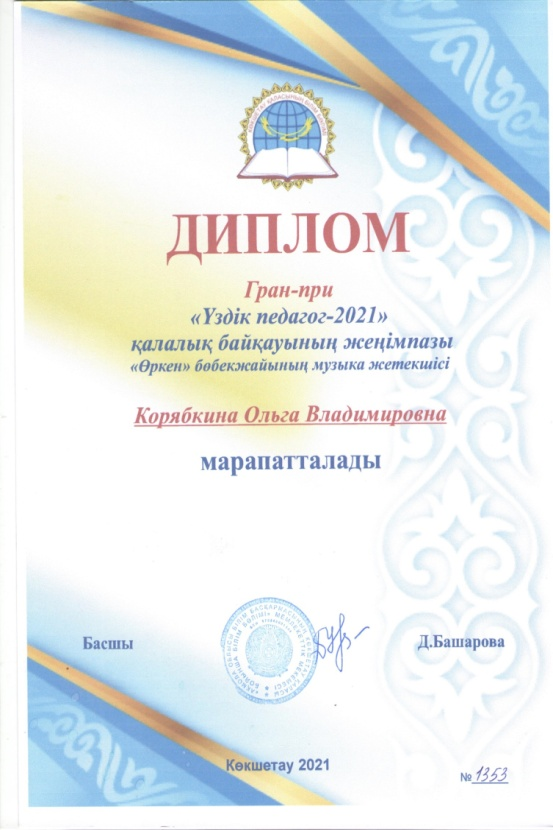 ДИПЛОМ
Гран-при
«Үздік педагог-2021»
қалалық байқауының жеңімпазы
«Өркен» бөбекжайының музыка жетекшісі
Корябкина Ольга Владимировна
марапатталады
Басшы
Д.Башарова
Көкшетау 2021
№ 1353